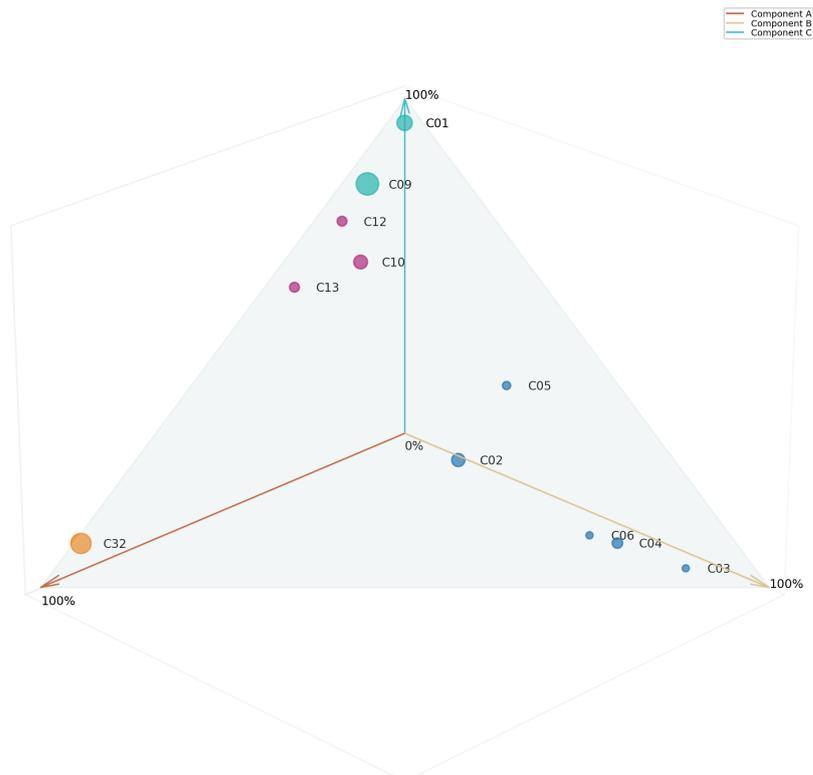 Component A
Component B
Component C
100%
C01
C09
C12
C10
C13
C05
0%
C02
C06
C32
C04
C03
100%
100%